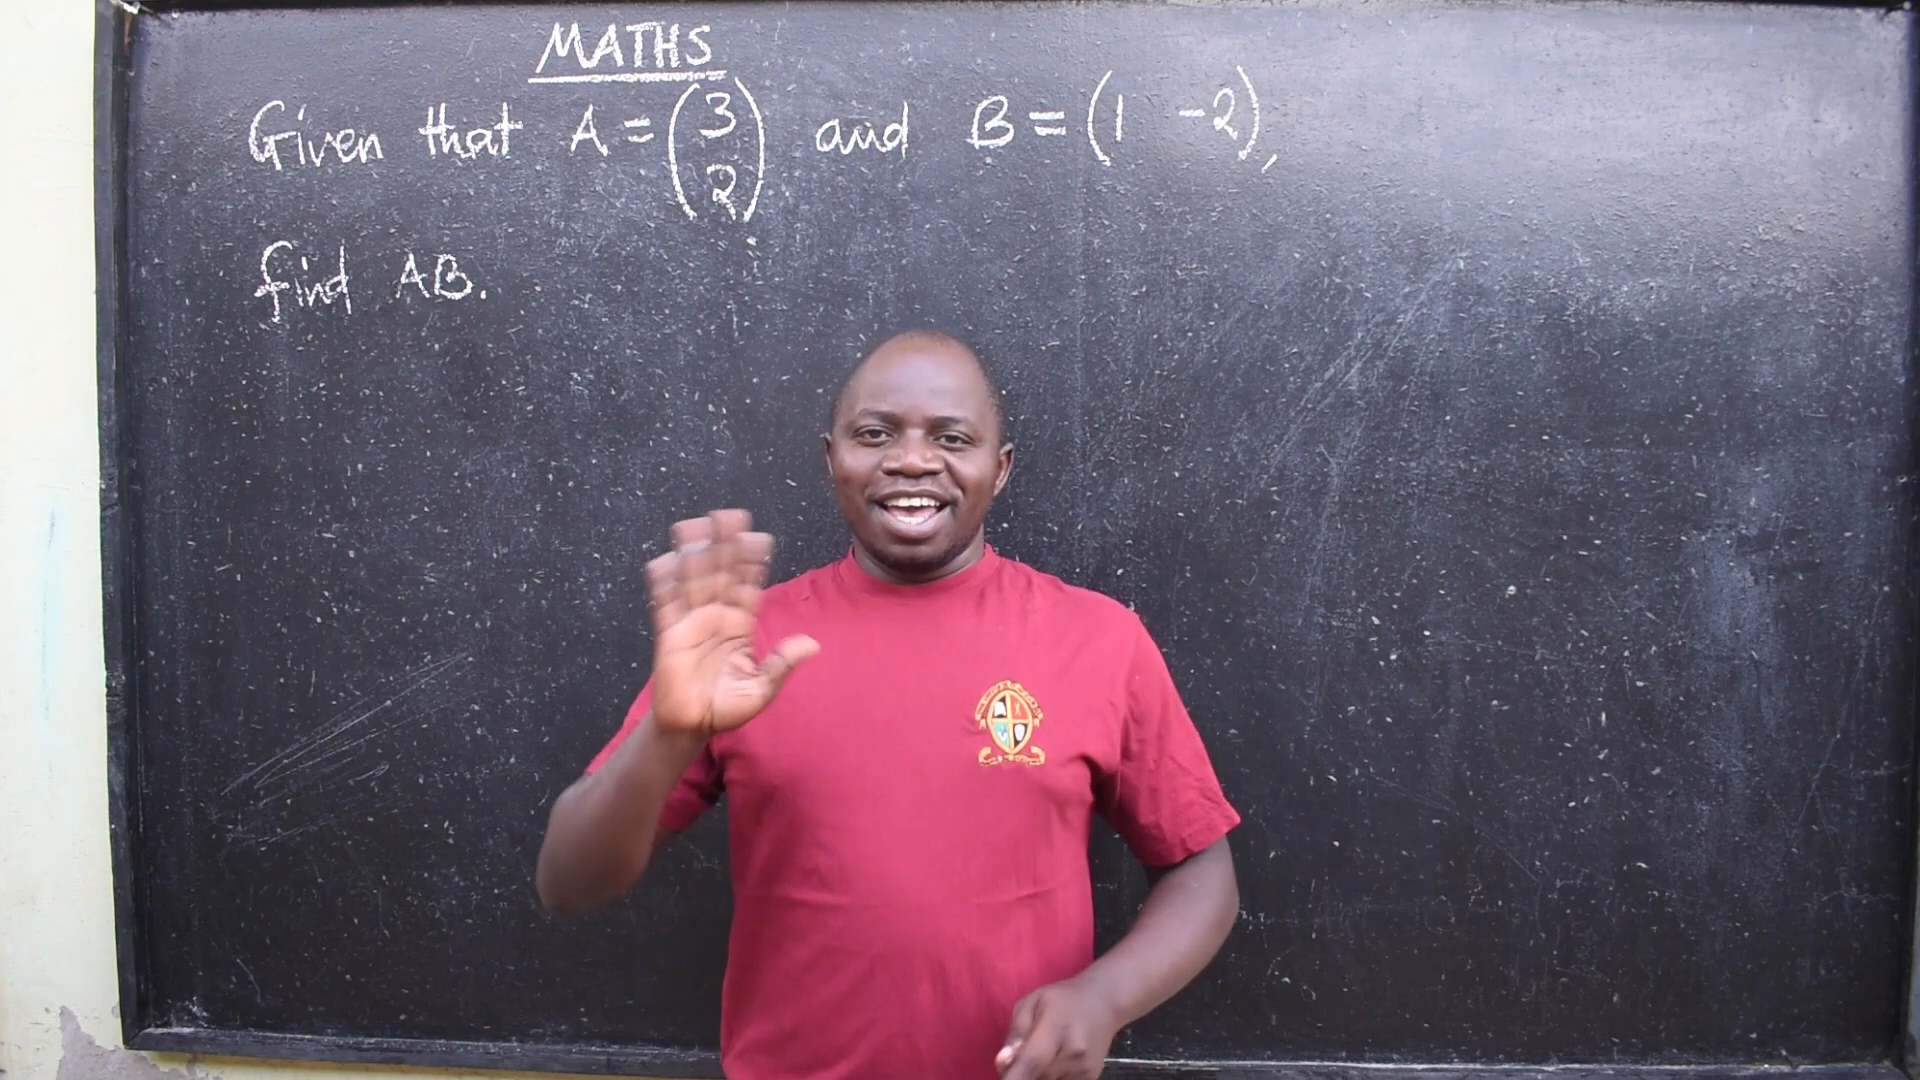 MATHS
Given that A = (3 2) and B = (1 -2),
find AB.